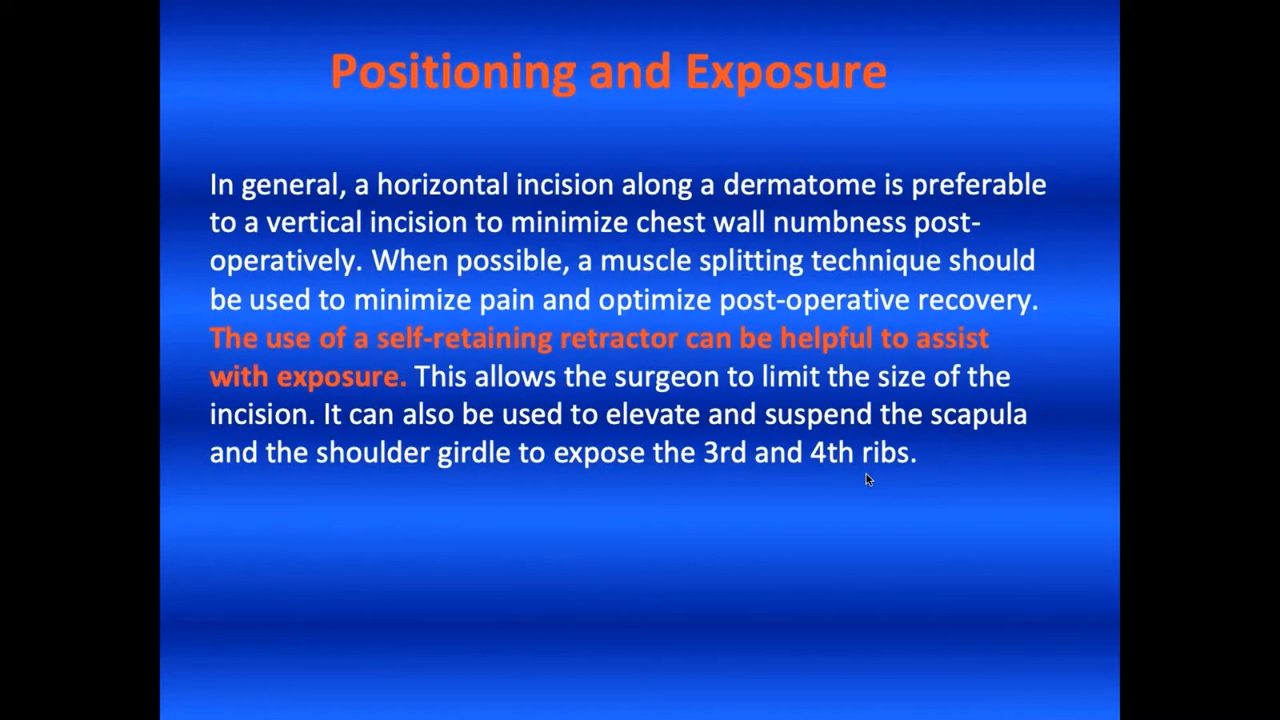 Positioning and Exposure
In general, a horizontal incision along a dermatome is preferable
to a vertical incision to minimize chest wall numbness post-
operatively. When possible, a muscle splitting technique should
be used to minimize pain and optimize post-operative recovery.
The use of a self-retaining retractor can be helpful to assist
with exposure. This allows the surgeon to limit the size of the
incision. It can also be used to elevate and suspend the scapula
and the shoulder girdle to expose the 3rd and 4th ribs.